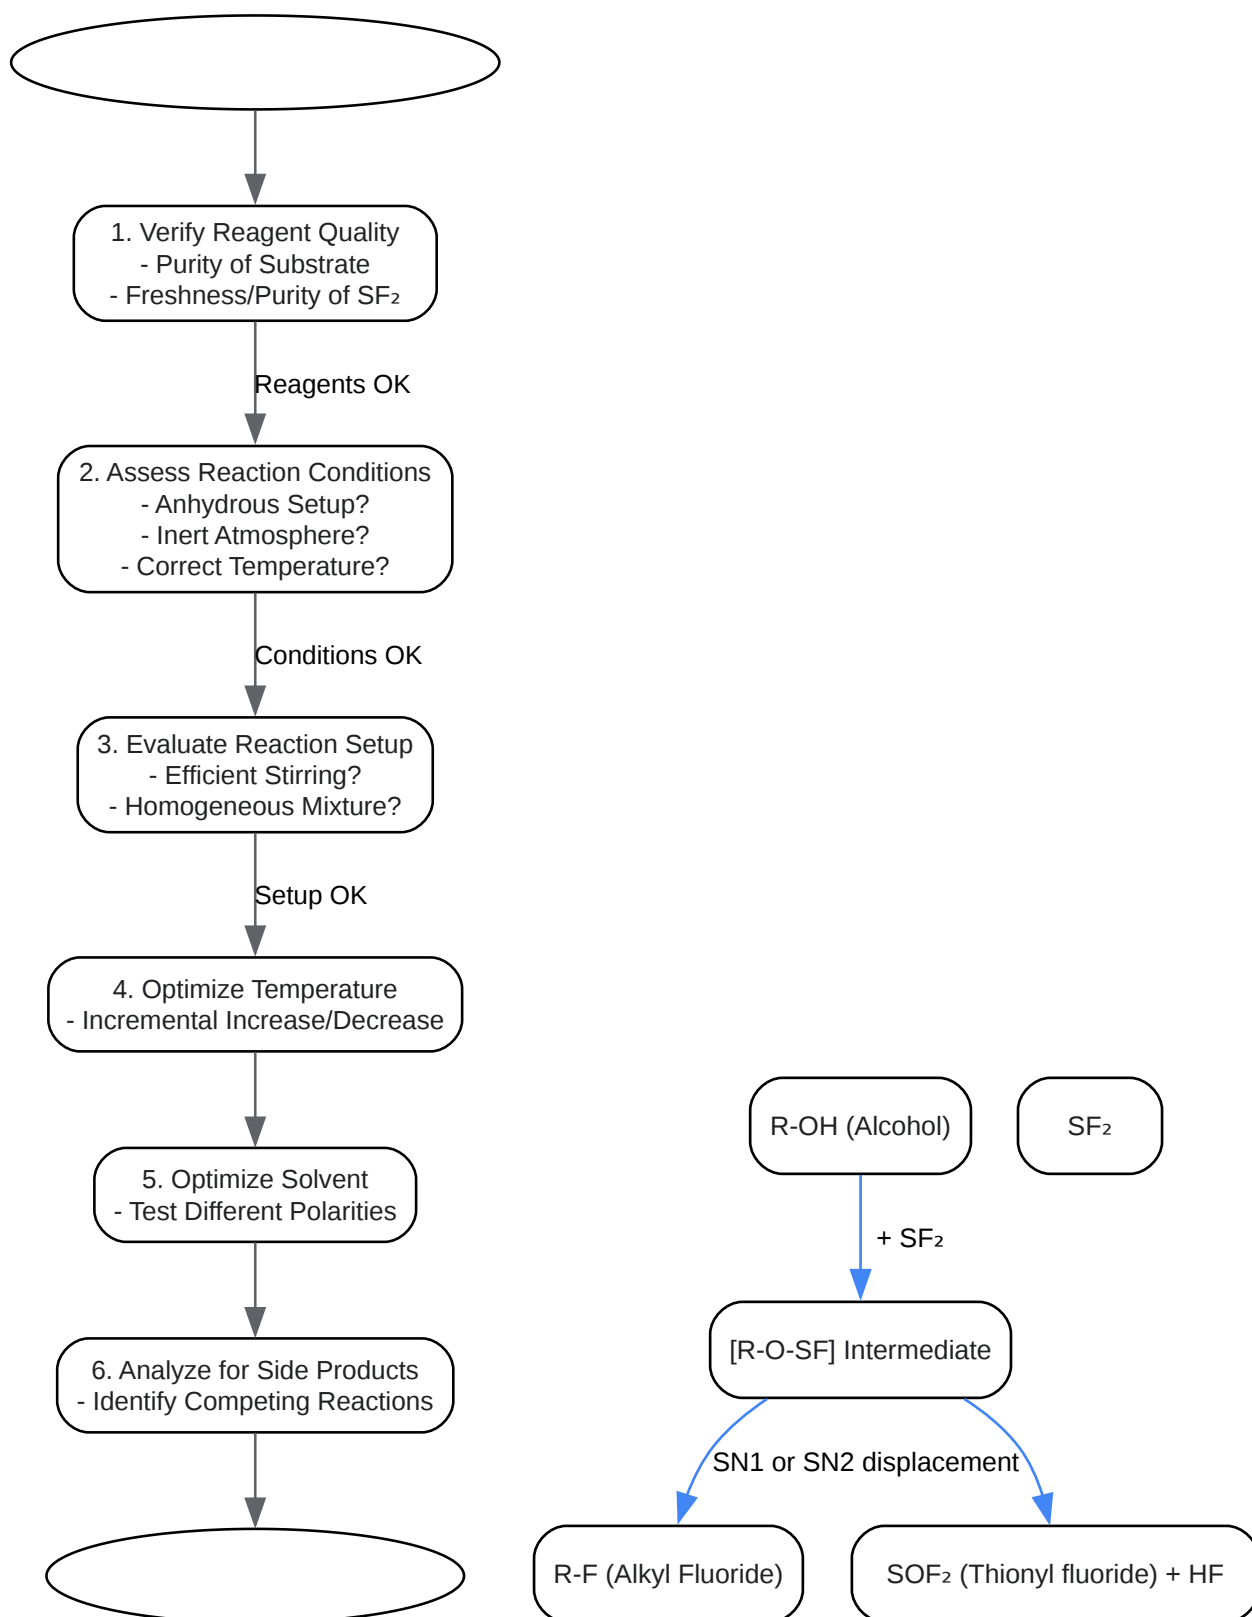 1. Verify Reagent Quality
- Purity of Substrate
- Freshness/Purity of SF₂
Reagents OK
2. Assess Reaction Conditions
- Anhydrous Setup?
- Inert Atmosphere?
- Correct Temperature?
Conditions OK
3. Evaluate Reaction Setup
- Efficient Stirring?
- Homogeneous Mixture?
Setup OK
4. Optimize Temperature
- Incremental Increase/Decrease
5. Optimize Solvent
- Test Different Polarities
6. Analyze for Side Products
- Identify Competing Reactions
R-OH (Alcohol)
SF₂
+ SF₂
[R-O-SF] Intermediate
SN1 or SN2 displacement
R-F (Alkyl Fluoride)
SOF₂ (Thionyl fluoride) + HF